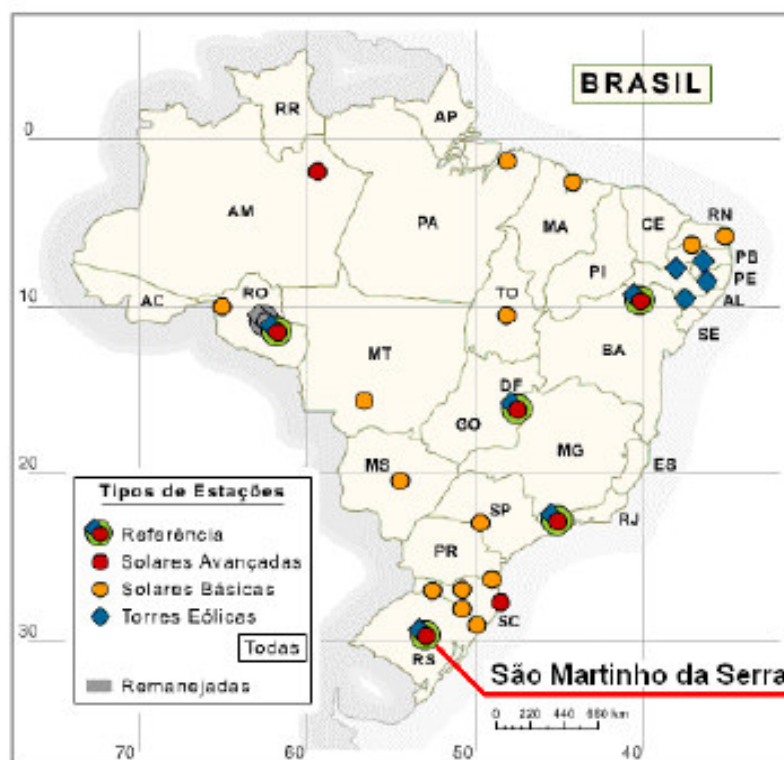 BRASIL
RR
AP
0
AM
PA
MA
CE
RN
PB
PE
AL
SE
PI
AC
RO
TO
10
MT
BA
DF
GO
MG
ES
MS
SP
RJ
20
PR
SC
RS
30
Tipos de Estações
Referência
Solares Avançadas
Solares Básicas
Torres Eólicas
Todas
Remanejadas
São Martinho da Serra
0 220 440 660 km
70 60 50 40